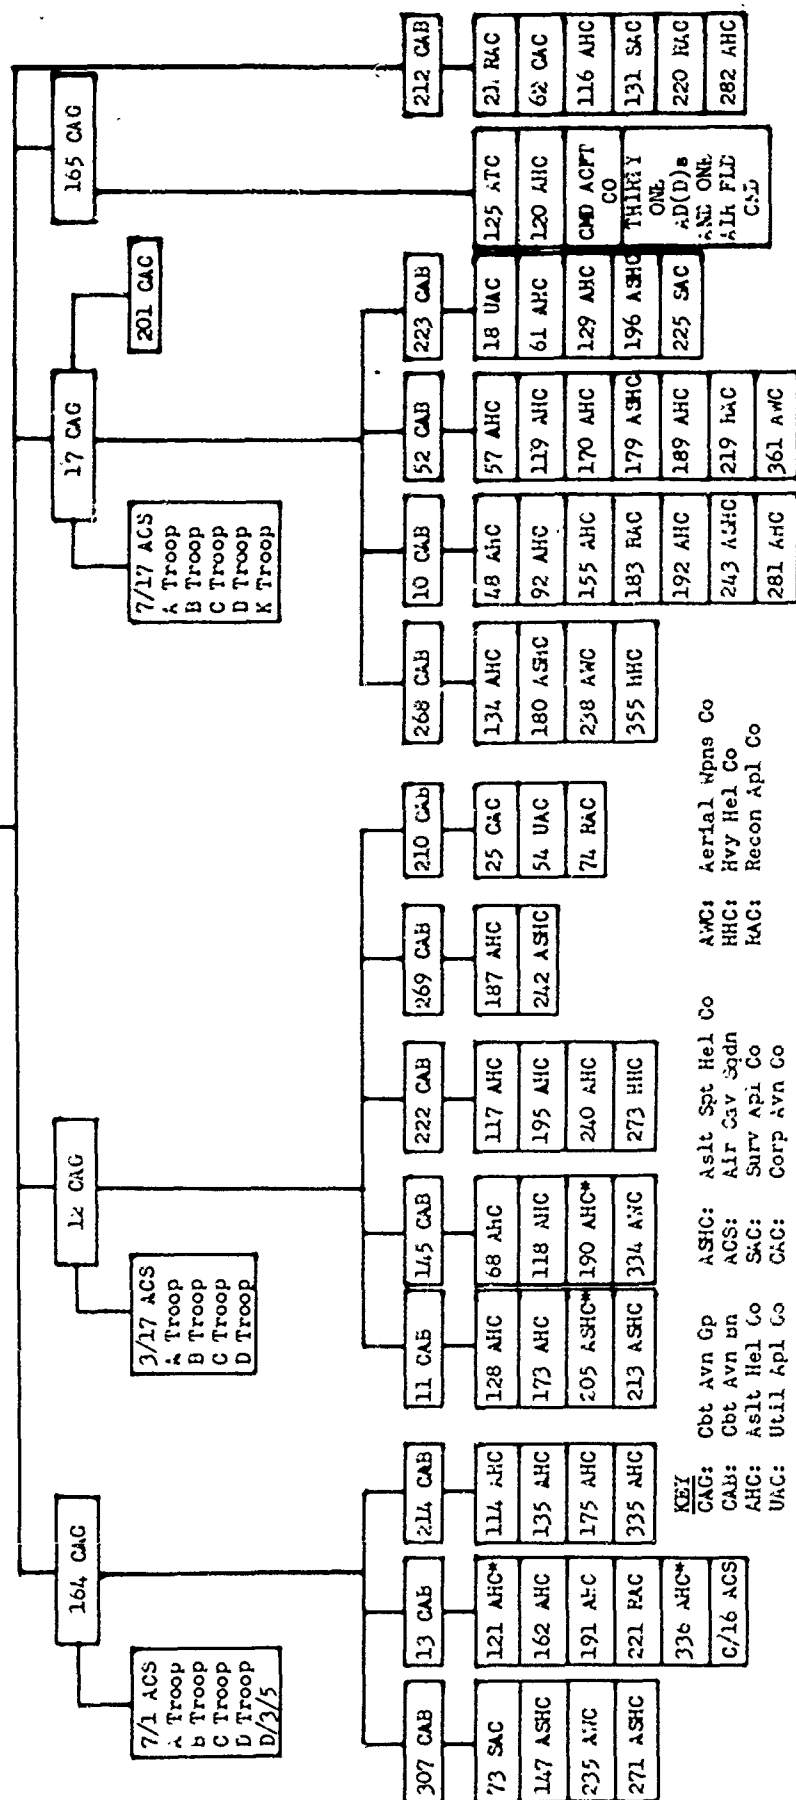 164 CAG
12 CAG
17 CAG
165 CAG
7/1 ACS
A Troop
b Troop
C Troop
D Troop
D/3/5
3/17 ACS
A Troop
B Troop
C Troop
D Troop
7/17 ACS
A Troop
B Troop
C Troop
D Troop
K Troop
201 CAC
307 CAB
73 SAC
147 ASHC
235 AWC
271 ASHC
13 CAB
121 AHC*
162 AHC
191 AHC
221 RAC
336 AHC*
C/16 ACS
214 CAB
114 AHC
135 AHC
175 AHC
335 AHC
11 CAB
128 AHC
173 AHC
205 ASHC*
213 ASHC
145 CAB
68 AHC
118 AHC
190 AHC*
334 AWC
222 CAB
117 AHC
195 AHC
240 AHC
273 HHC
269 CAB
187 AHC
242 ASHC
210 CAB
25 CAC
54 UAC
74 RAC
268 CAB
134 AHC
180 ASHC
238 AWC
355 HHC
10 CAB
48 AHC
92 AHC
155 AHC
183 RAC
192 AHC
243 ASHC
281 AHC
52 CAB
57 AHC
119 AHC
170 AHC
179 ASHC
189 AHC
219 RAC
361 AWC
223 CAB
18 UAC
61 AHC
129 AHC
196 ASHC
225 SAC
125 ATC
120 AHC
CMD ACFT
CO
THIRTY
ONE
AD(D)s
AND ONE
AIR FLD
212 CAB
21 RAC
62 CAC
116 AHC
131 SAC
220 RAC
282 AHC
KEY
CAG: Cbt Avn Gp
CAB: Cbt Avn Bn
AHC: Aslt Hel Co
UAC: Util Apl Co
ASHC: Aslt Spt Hel Co
ACS: Air Cav Sqdn
SAC: Surv Apl Co
CAC: Corp Avn Co
AWC: Aerial Wpns Co
HHC: Hvy Hel Co
RAC: Recon Apl Co